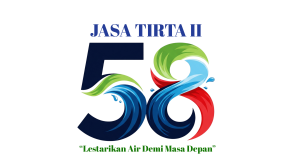 JASA TIRTA II
58
"Lestarikan Air Demi Masa Depan"